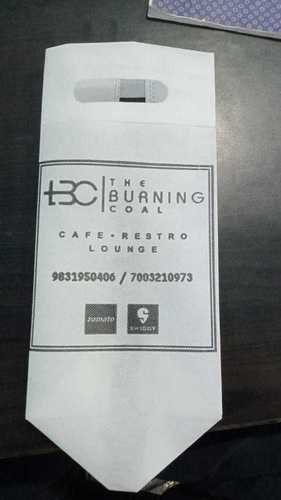 tBC
THE
BURNING
COAL
CAFE - RESTRO
LOUNGE
9831950406 / 7003210973
zomato
SWIGGY